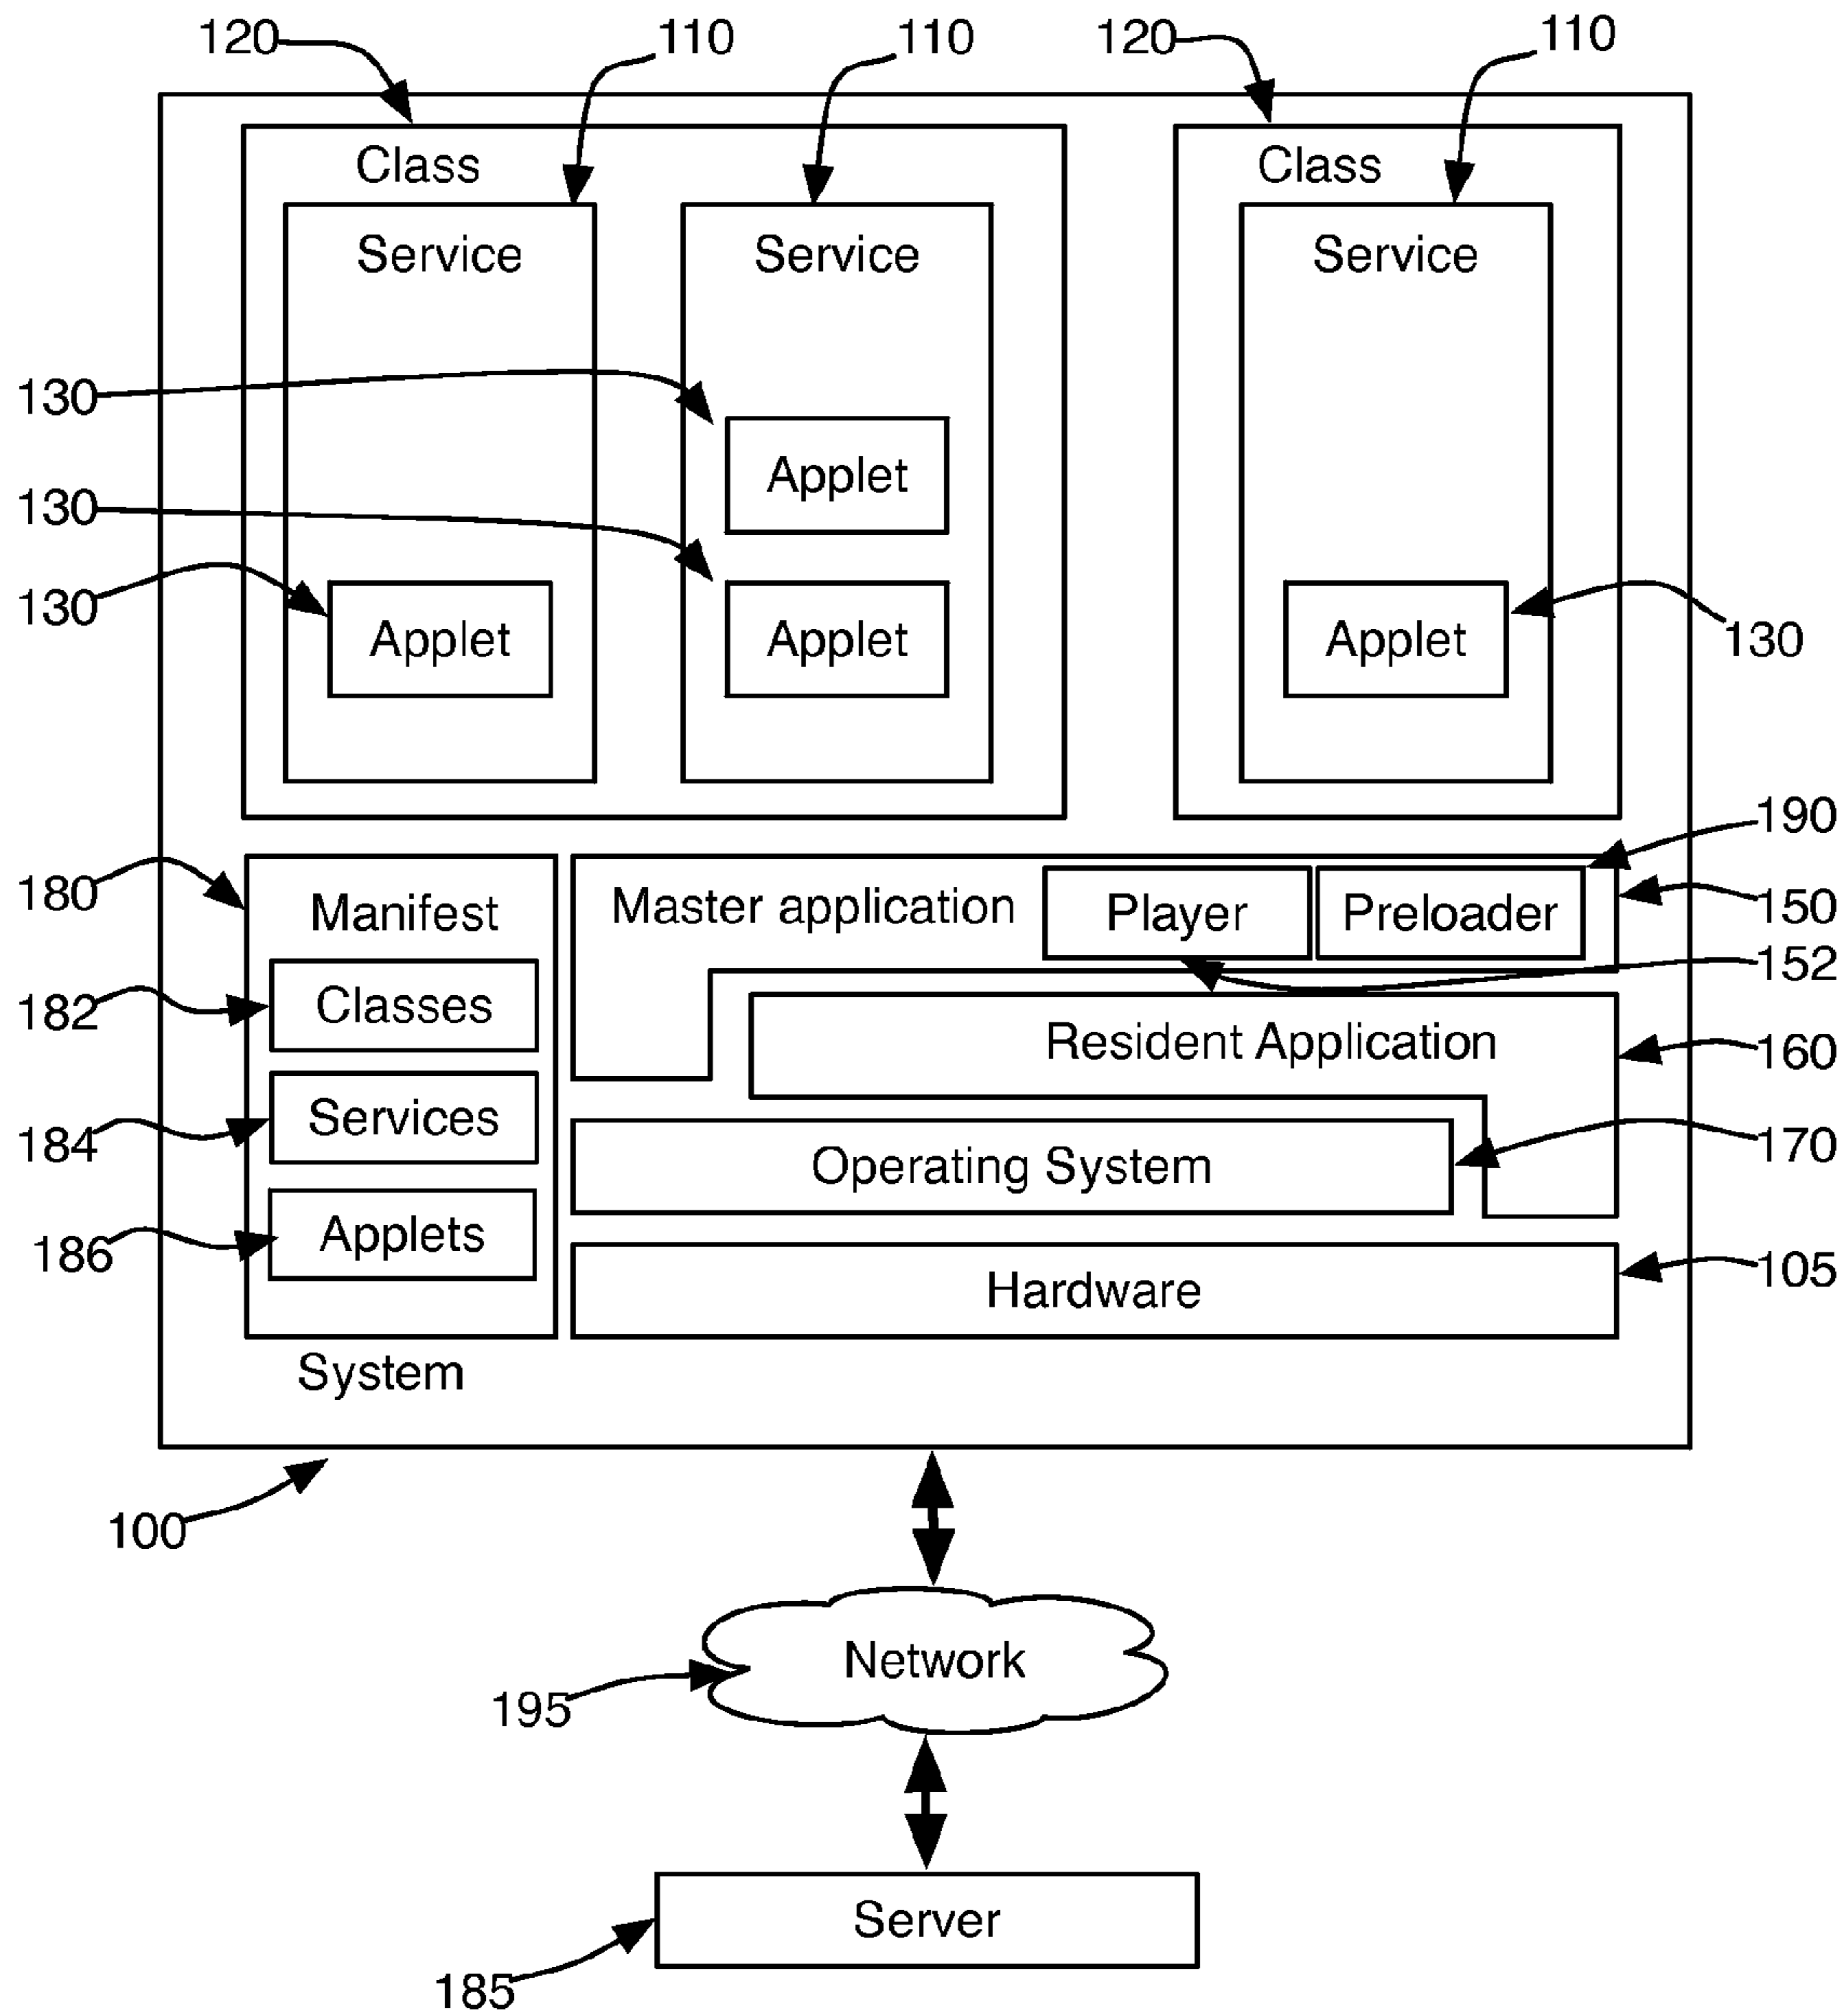 120
110
110
120
110
Class
Class
Service
Service
Service
130
Applet
130
130
Applet
Applet
Applet
130
190
180
Manifest
Master application
Player
Preloader
150
152
182
Classes
Resident Application
160
184
Services
170
Operating System
186
Applets
105
Hardware
System
100
Network
195
Server
185